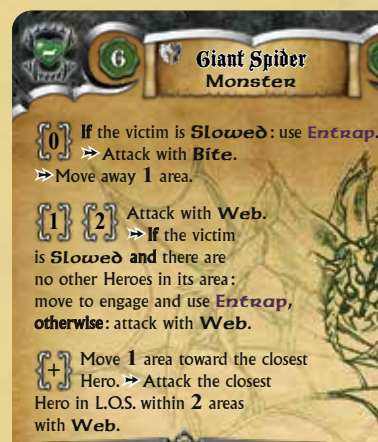 6
Giant Spider
Monster
{0} If the victim is Slowed: use Entrap.
➳ Attack with Bite.
➳ Move away 1 area.
{1} {2} Attack with Web.
➳ If the victim
is Slowed and there are
no other Heroes in its area:
move to engage and use Entrap,
otherwise: attack with Web.
{+} Move 1 area toward the closest
Hero. ➳ Attack the closest
Hero in L.O.S. within 2 areas
with Web.